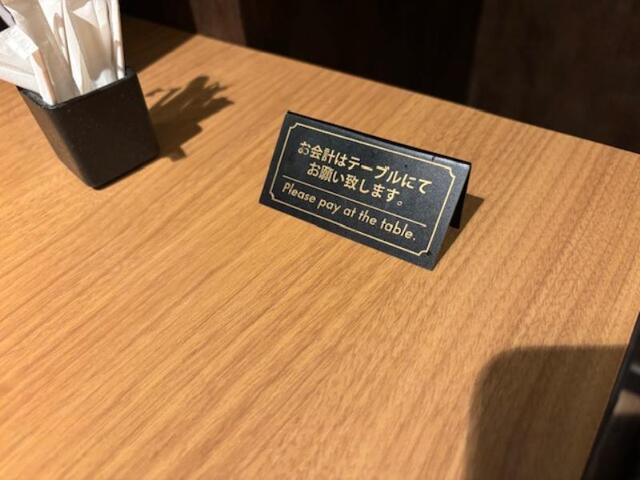 お会計はテーブルにて
お願い致します。
Please pay at the table.